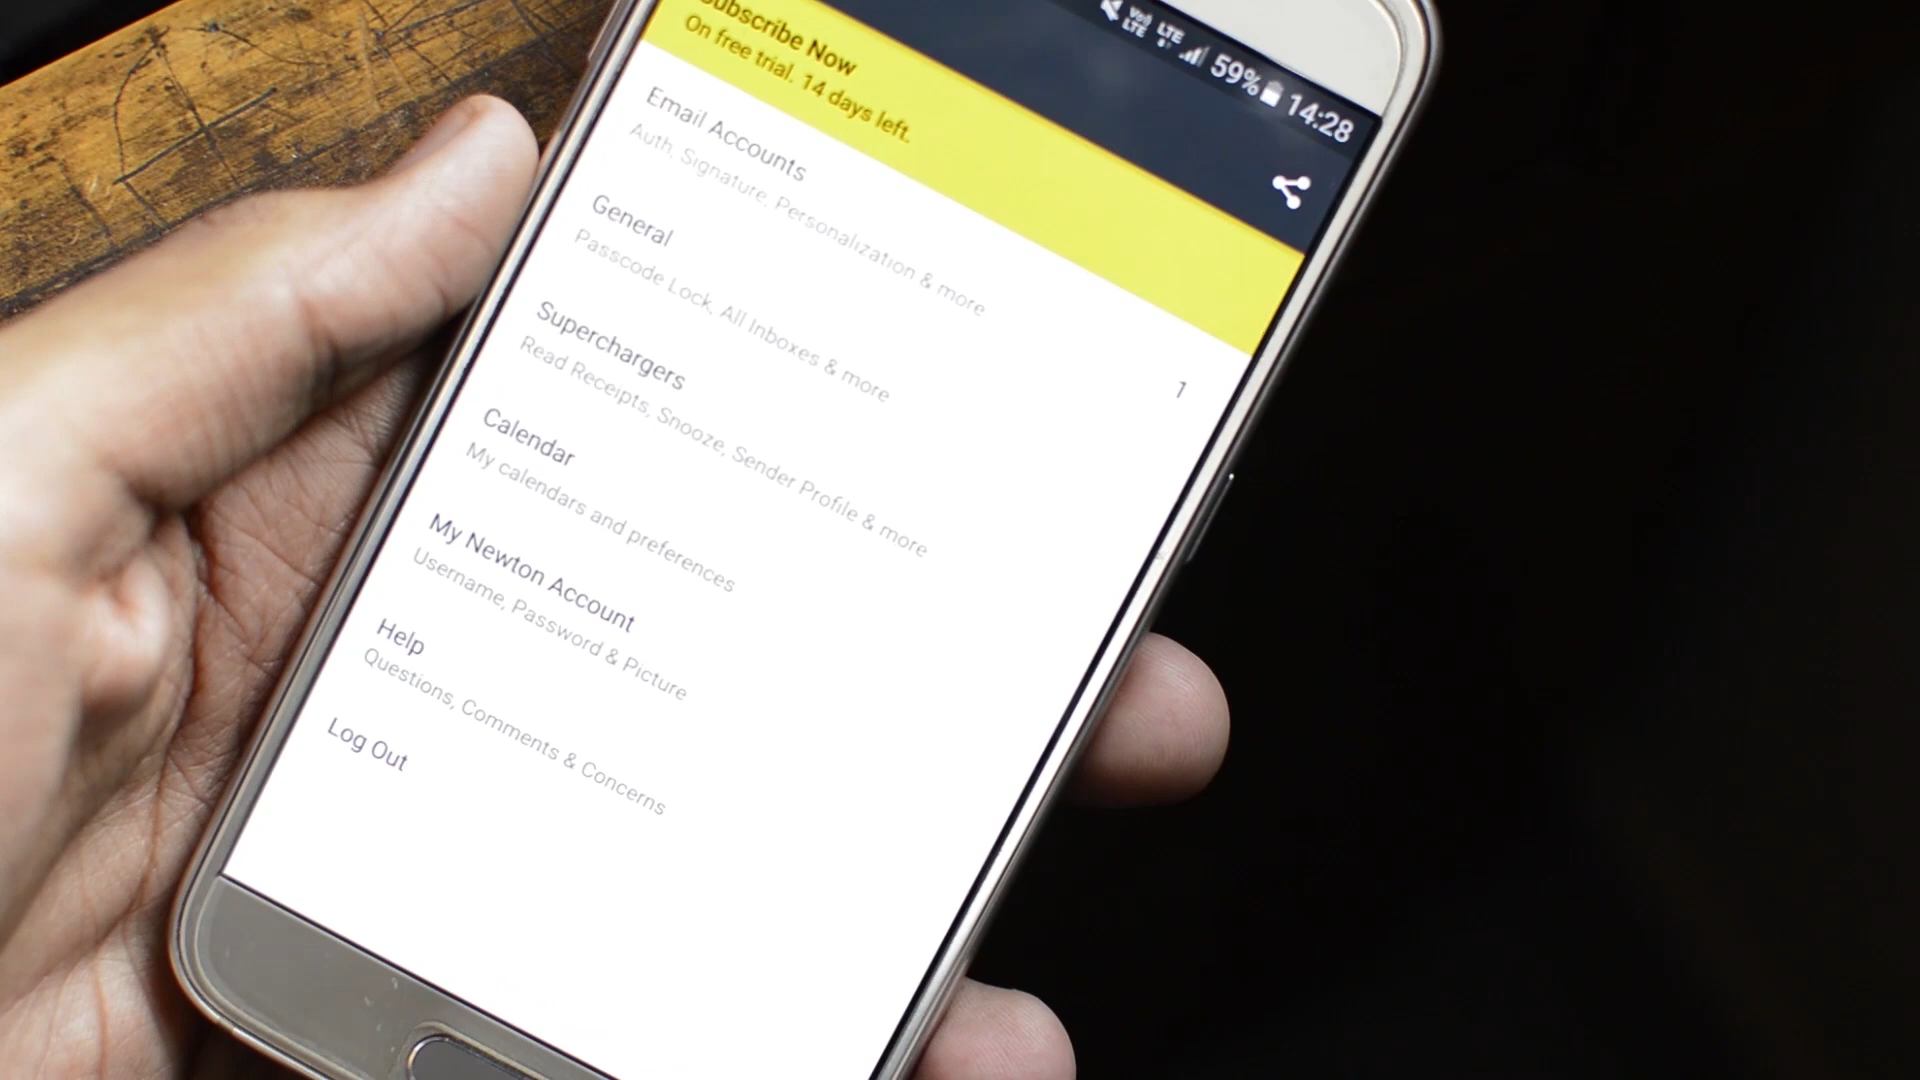 VoLTE LTE 59% 14:28
Subscribe Now
On free trial. 14 days left.
Email Accounts
Auth, Signature, Personalization & more
1
General
Passcode Lock, All Inboxes & more
Superchargers
Read Receipts, Snooze, Sender Profile & more
Calendar
My calendars and preferences
My Newton Account
Username, Password & Picture
Help
Questions, Comments & Concerns
Log Out